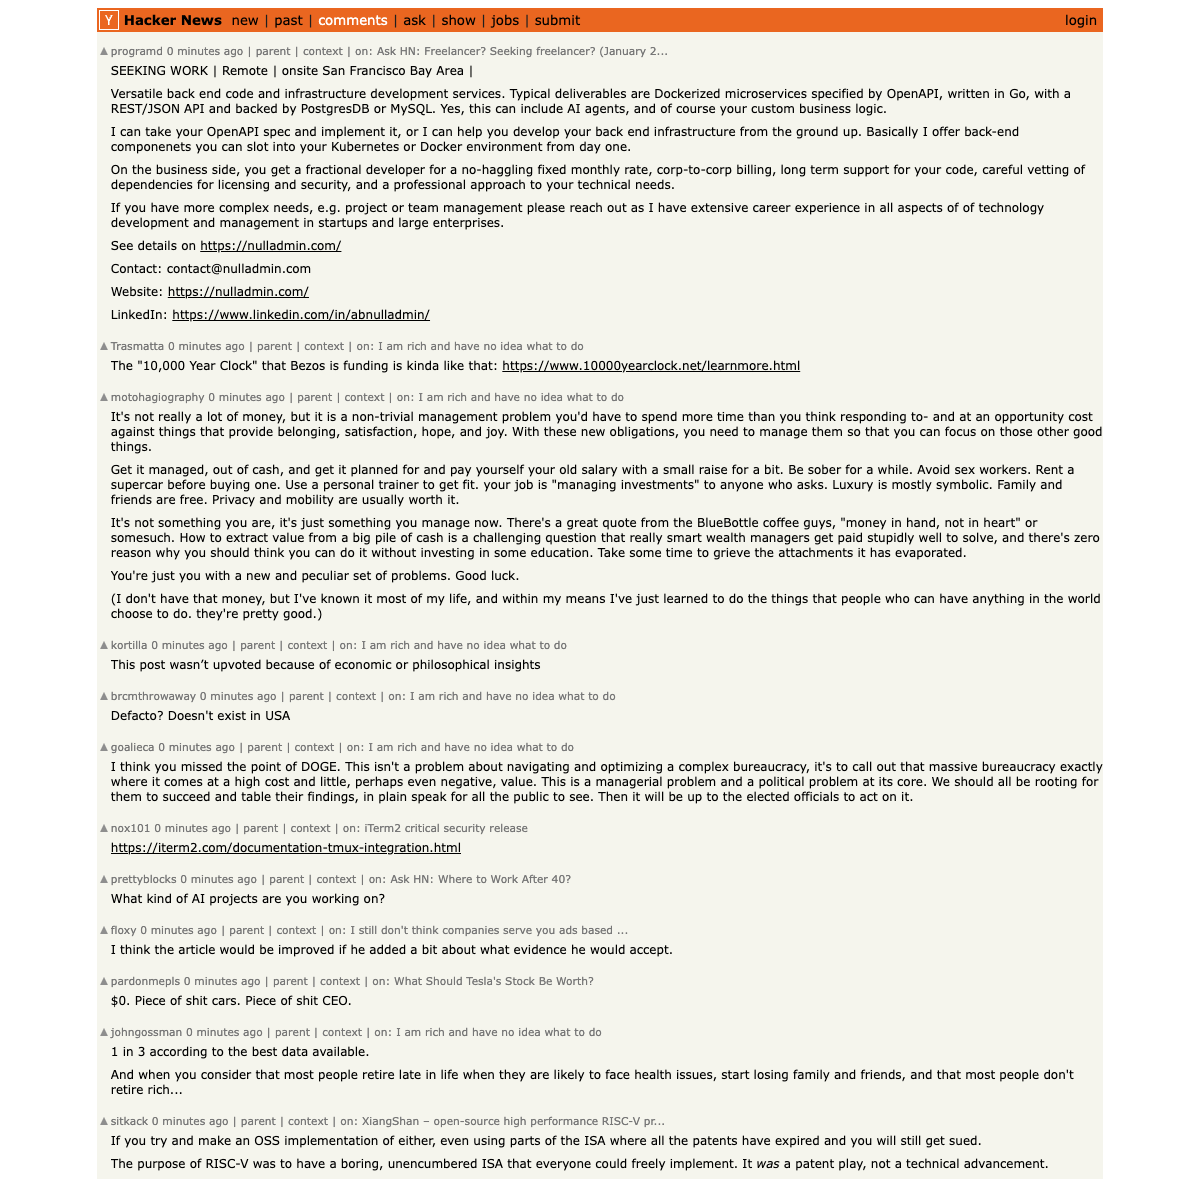 Y Hacker News new | past | comments | ask | show | jobs | submit login
▲ programd 0 minutes ago | parent | context | on: Ask HN: Freelancer? Seeking freelancer? (January 2...
SEEKING WORK | Remote | onsite San Francisco Bay Area |
Versatile back end code and infrastructure development services. Typical deliverables are Dockerized microservices specified by OpenAPI, written in Go, with a
REST/JSON API and backed by PostgresDB or MySQL. Yes, this can include AI agents, and of course your custom business logic.
I can take your OpenAPI spec and implement it, or I can help you develop your back end infrastructure from the ground up. Basically I offer back-end
componenets you can slot into your Kubernetes or Docker environment from day one.
On the business side, you get a fractional developer for a no-haggling fixed monthly rate, corp-to-corp billing, long term support for your code, careful vetting of
dependencies for licensing and security, and a professional approach to your technical needs.
If you have more complex needs, e.g. project or team management please reach out as I have extensive career experience in all aspects of of technology
development and management in startups and large enterprises.
See details on https://nulladmin.com/
Contact: contact@nulladmin.com
Website: https://nulladmin.com/
LinkedIn: https://www.linkedin.com/in/abnulladmin/
▲ Trasmatta 0 minutes ago | parent | context | on: I am rich and have no idea what to do
The "10,000 Year Clock" that Bezos is funding is kinda like that: https://www.10000yearclock.net/learnmore.html
▲ motohagiography 0 minutes ago | parent | context | on: I am rich and have no idea what to do
It's not really a lot of money, but it is a non-trivial management problem you'd have to spend more time than you think responding to- and at an opportunity cost
against things that provide belonging, satisfaction, hope, and joy. With these new obligations, you need to manage them so that you can focus on those other good
things.
Get it managed, out of cash, and get it planned for and pay yourself your old salary with a small raise for a bit. Be sober for a while. Avoid sex workers. Rent a
supercar before buying one. Use a personal trainer to get fit. your job is "managing investments" to anyone who asks. Luxury is mostly symbolic. Family and
friends are free. Privacy and mobility are usually worth it.
It's not something you are, it's just something you manage now. There's a great quote from the BlueBottle coffee guys, "money in hand, not in heart" or
somesuch. How to extract value from a big pile of cash is a challenging question that really smart wealth managers get paid stupidly well to solve, and there's zero
reason why you should think you can do it without investing in some education. Take some time to grieve the attachments it has evaporated.
You're just you with a new and peculiar set of problems. Good luck.
(I don't have that money, but I've known it most of my life, and within my means I've just learned to do the things that people who can have anything in the world
choose to do. they're pretty good.)
▲ kortilla 0 minutes ago | parent | context | on: I am rich and have no idea what to do
This post wasn’t upvoted because of economic or philosophical insights
▲ brcmthrowaway 0 minutes ago | parent | context | on: I am rich and have no idea what to do
Defacto? Doesn't exist in USA
▲ goalieca 0 minutes ago | parent | context | on: I am rich and have no idea what to do
I think you missed the point of DOGE. This isn't a problem about navigating and optimizing a complex bureaucracy, it's to call out that massive bureaucracy exactly
where it comes at a high cost and little, perhaps even negative, value. This is a managerial problem and a political problem at its core. We should all be rooting for
them to succeed and table their findings, in plain speak for all the public to see. Then it will be up to the elected officials to act on it.
▲ nox101 0 minutes ago | parent | context | on: iTerm2 critical security release
https://iterm2.com/documentation-tmux-integration.html
▲ prettyblocks 0 minutes ago | parent | context | on: Ask HN: Where to Work After 40?
What kind of AI projects are you working on?
▲ floxy 0 minutes ago | parent | context | on: I still don't think companies serve you ads based ...
I think the article would be improved if he added a bit about what evidence he would accept.
▲ pardonmepls 0 minutes ago | parent | context | on: What Should Tesla's Stock Be Worth?
$0. Piece of shit cars. Piece of shit CEO.
▲ johngossman 0 minutes ago | parent | context | on: I am rich and have no idea what to do
1 in 3 according to the best data available.
And when you consider that most people retire late in life when they are likely to face health issues, start losing family and friends, and that most people don't
retire rich...
▲ sitkack 0 minutes ago | parent | context | on: XiangShan – open-source high performance RISC-V pr...
If you try and make an OSS implementation of either, even using parts of the ISA where all the patents have expired and you will still get sued.
The purpose of RISC-V was to have a boring, unencumbered ISA that everyone could freely implement. It was a patent play, not a technical advancement.